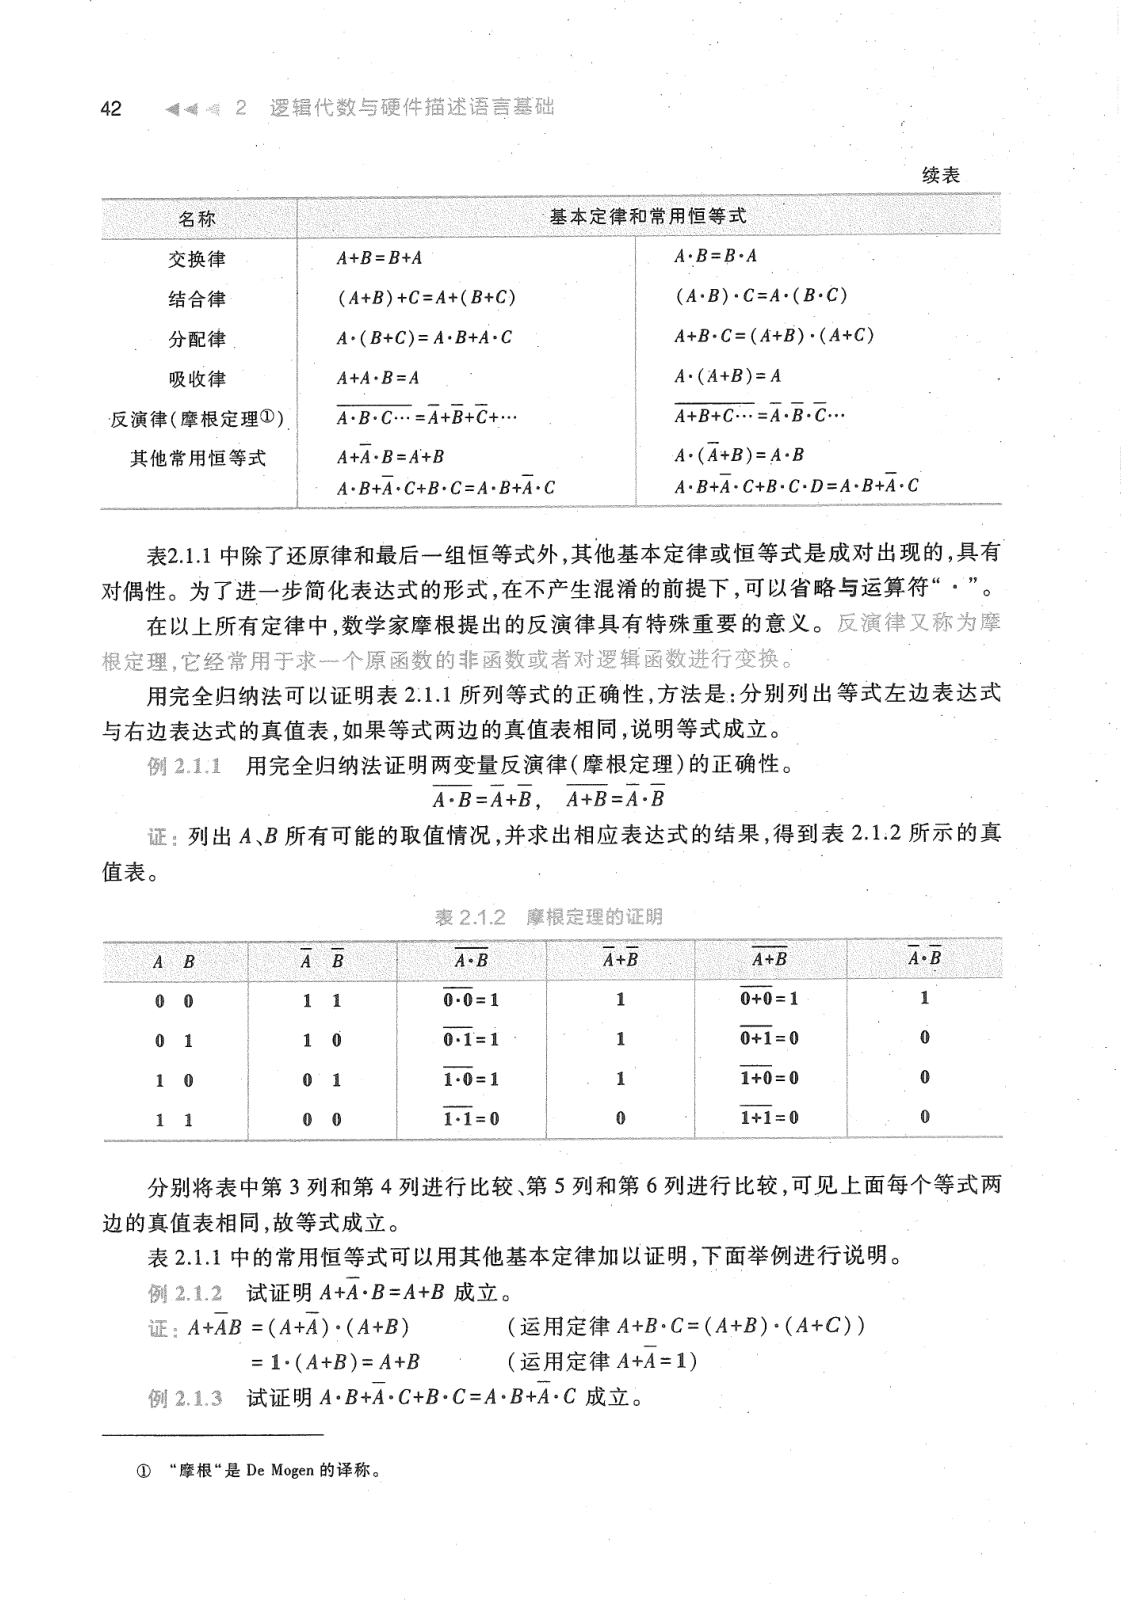 42 2 逻辑代数与硬件描述语言基础
续表
名称 基本定律和常用恒等式
交换律 A+B=B+A A·B=B·A
结合律 (A+B)+C=A+(B+C) (A·B)·C=A·(B·C)
分配律 A·(B+C)=A·B+A·C A+B·C=(A+B)·(A+C)
吸收律 A+A·B=A A·(A+B)=A
反演律(摩根定理①) A̅·̅B̅·̅C̅⋯̅=A̅+B̅+C̅+⋯ A̅+̅B̅+̅C̅⋯̅=A̅·B̅·C̅⋯
其他常用恒等式 A+A̅·B=A+B A·(A̅+B)=A·B
A·B+A̅·C+B·C=A·B+A̅·C A·B+A̅·C+B·C·D=A·B+A̅·C
表2.1.1 中除了还原律和最后一组恒等式外,其他基本定律或恒等式是成对出现的,具有
对偶性。为了进一步简化表达式的形式,在不产生混淆的前提下,可以省略与运算符“·”。
在以上所有定律中,数学家摩根提出的反演律具有特殊重要的意义。反演律又称为摩
根定理,它经常用于求一个原函数的非函数或者对逻辑函数进行变换。
用完全归纳法可以证明表 2.1.1 所列等式的正确性,方法是:分别列出等式左边表达式
与右边表达式的真值表,如果等式两边的真值表相同,说明等式成立。
例 2.1.1 用完全归纳法证明两变量反演律(摩根定理)的正确性。
A̅·̅B̅=A̅+B̅, A̅+̅B̅=A̅·B̅
证:列出 A、B 所有可能的取值情况,并求出相应表达式的结果,得到表 2.1.2 所示的真
值表。
表 2.1.2 摩根定理的证明
A B A̅ B̅ A̅·̅B̅ A̅+B̅ A̅+̅B̅ A̅·B̅
0 0 1 1 0̅·̅0̅=1 1 0̅+̅0̅=1 1
0 1 1 0 0̅·̅1̅=1 1 0̅+̅1̅=0 0
1 0 0 1 1̅·̅0̅=1 1 1̅+̅0̅=0 0
1 1 0 0 1̅·̅1̅=0 0 1̅+̅1̅=0 0
分别将表中第 3 列和第 4 列进行比较、第 5 列和第 6 列进行比较,可见上面每个等式两
边的真值表相同,故等式成立。
表 2.1.1 中的常用恒等式可以用其他基本定律加以证明,下面举例进行说明。
例 2.1.2 试证明 A+A̅·B=A+B 成立。
证:A+A̅B=(A+A̅)·(A+B) (运用定律 A+B·C=(A+B)·(A+C))
=1·(A+B)=A+B (运用定律 A+A̅=1)
例 2.1.3 试证明 A·B+A̅·C+B·C=A·B+A̅·C 成立。
① “摩根“是 De Mogen 的译称。